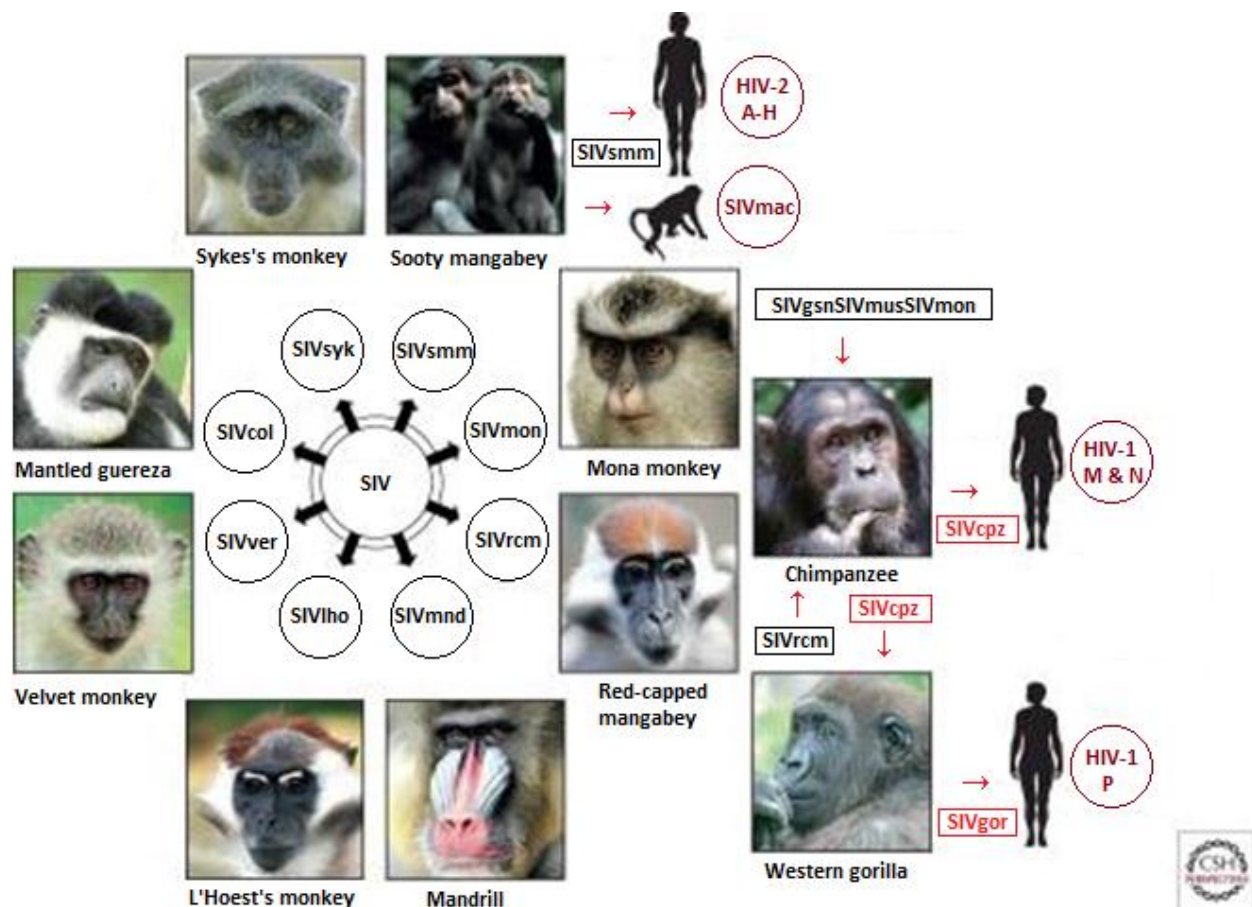 HIV-2
A-H
SIVsmm
SIVmac
Sykes's monkey
Sooty mangabey
SIVgsnSIVmusSIVmon
SIVsyk
SIVsmm
SIVcol
SIVmon
SIV
Mantled guereza
Mona monkey
HIV-1
M & N
SIVver
SIVrcm
SIVcpz
Chimpanzee
SIVlho
SIVmnd
SIVcpz
SIVrcm
Velvet monkey
Red-capped
mangabey
HIV-1
P
SIVgor
Western gorilla
L'Hoest's monkey
Mandrill
CSH